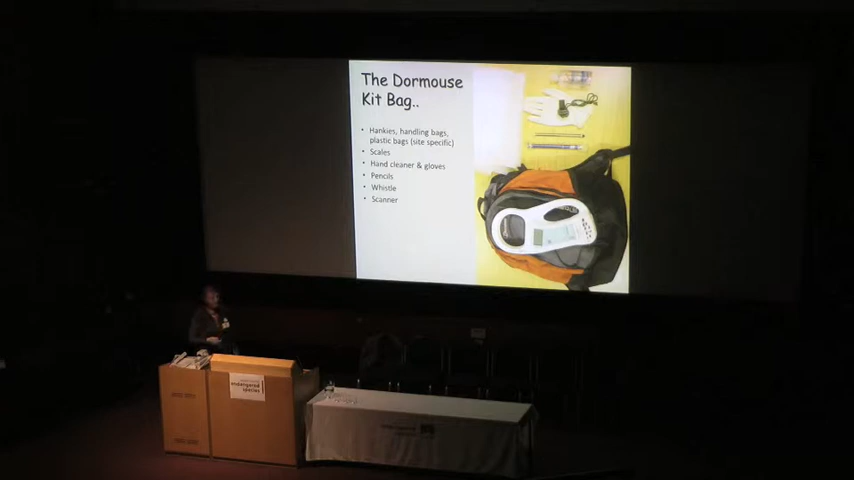 The Dormouse
Kit Bag..
• Hankies, handling bags,
plastic bags (site specific)
• Scales
• Hand cleaner & gloves
• Pencils
• Whistle
• Scanner
endangered
species